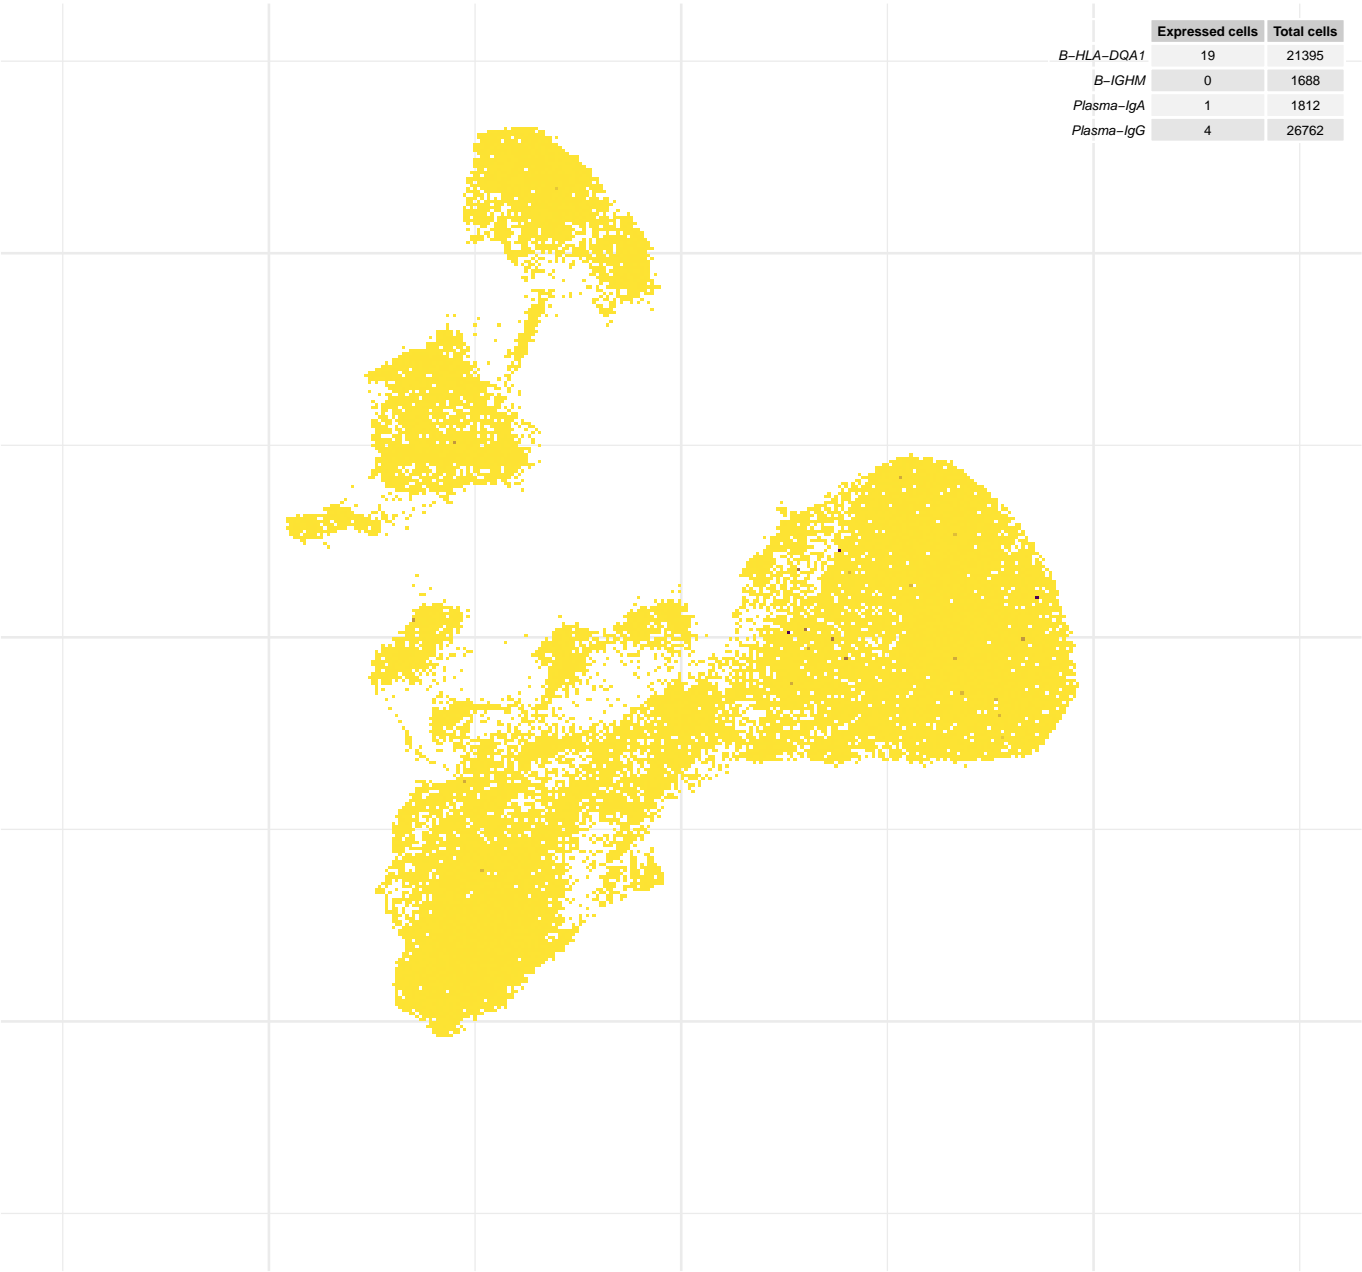 Expressed cells Total cells
B−HLA−DQA1 19 21395
B−IGHM 0 1688
Plasma−IgA 1 1812
Plasma−IgG 4 26762